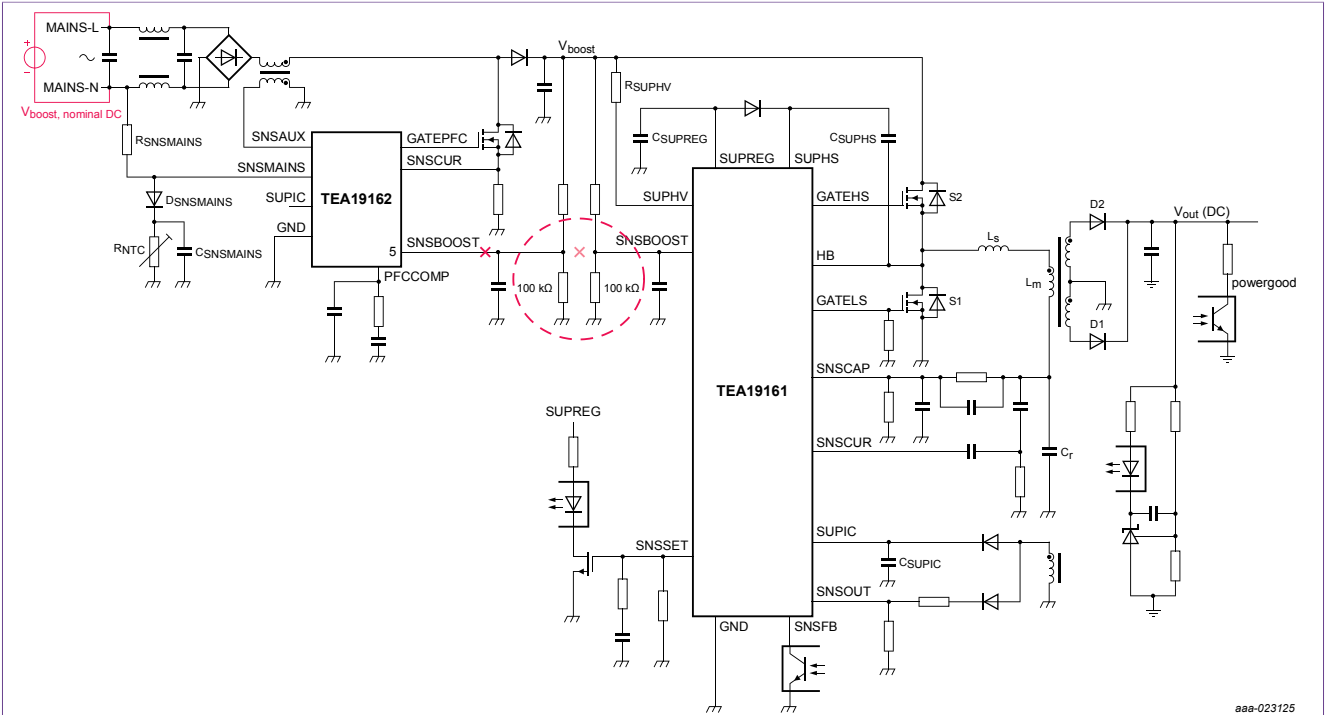 MAINS-L
MAINS-N
Vboost, nominal DC
RSNSMAINS
SNSAUX
SNSMAINS
DSNSMAINS
SUPIC
GND
RNTC
CSNSMAINS
TEA19162
GATEPFC
SNSCUR
5
SNSBOOST
PFCCOMP
100 kΩ
100 kΩ
SNSBOOST
Vboost
RSUPHV
CSUPREG
CSUPHS
SUPREG
SUPHS
SUPHV
GATEHS
S2
HB
Ls
Lm
GATELS
S1
D2
D1
Vout (DC)
powergood
TEA19161
SNSCAP
SNSCUR
Cr
SUPREG
SNSSET
SUPIC
CSUPIC
SNSOUT
GND
SNSFB
aaa-023125